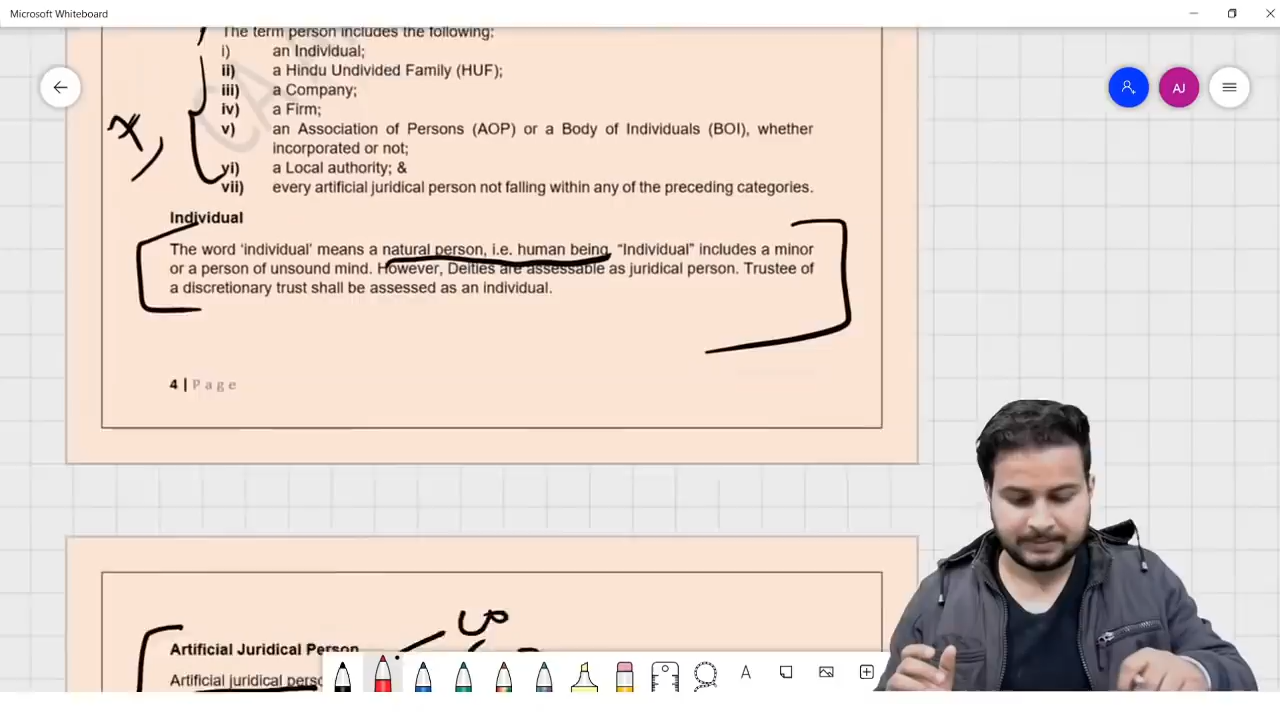 Microsoft Whiteboard
The term person includes the following:
i) an Individual;
ii) a Hindu Undivided Family (HUF);
iii) a Company;
iv) a Firm;
v) an Association of Persons (AOP) or a Body of Individuals (BOI), whether
incorporated or not;
vi) a Local authority; &
vii) every artificial juridical person not falling within any of the preceding categories.
Individual
The word ‘individual’ means a natural person, i.e. human being. “Individual” includes a minor
or a person of unsound mind. However, Deities are assessable as juridical person. Trustee of
a discretionary trust shall be assessed as an individual.
4 | Page
Artificial Juridical Person
Artificial juridical
AJ
A